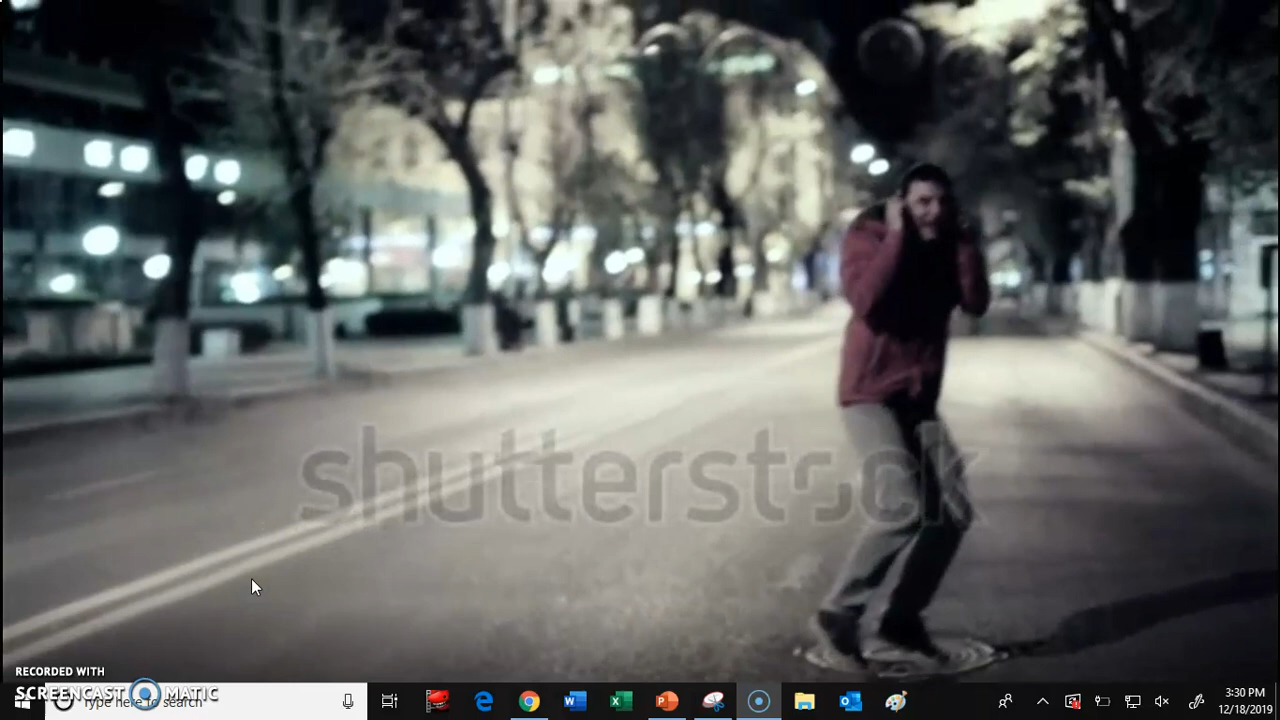 shutterstock
RECORDED WITH
SCREENCAST MATIC
Type here to search
3:30 PM
12/18/2019